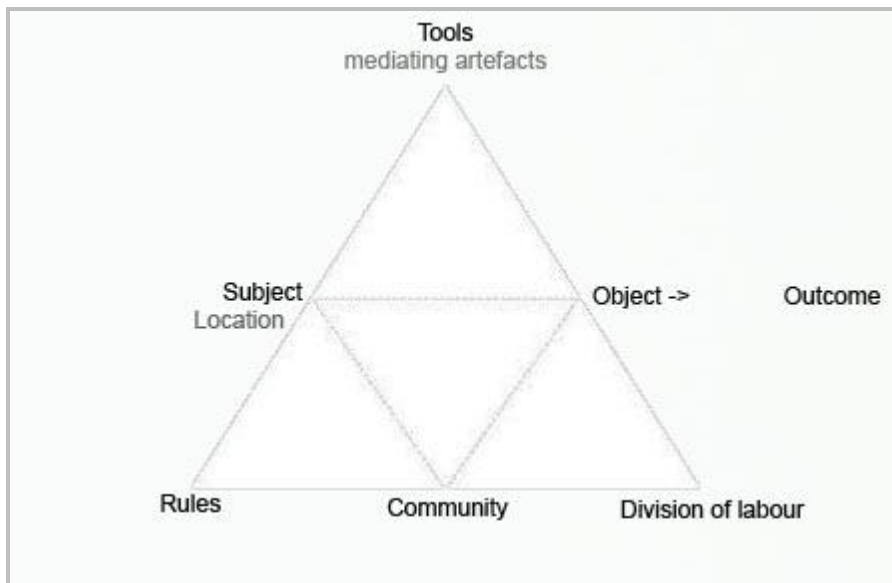 Tools
mediating artefacts
Subject
Location
Object ->
Outcome
Rules
Community
Division of labour